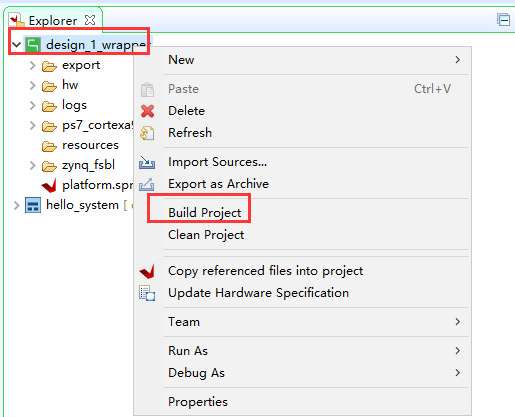 Explorer
design_1_wrapper
New
export
Paste Ctrl+V
hw
Delete
logs
Refresh
ps7_cortexa9
resources
Import Sources...
zynq_fsbl
Export as Archive
platform.spr
hello_system [
Build Project
Clean Project
Copy referenced files into project
Update Hardware Specification
Team
Run As
Debug As
Properties